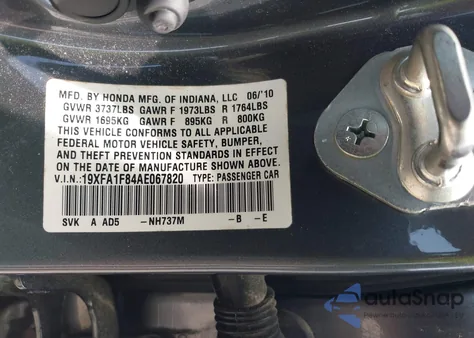 MFD. BY HONDA MFG. OF INDIANA, LLC 06/'10
GVWR 3737LBS GAWR F 1973LBS R 1764LBS
GVWR 1695KG GAWR F 895KG R 800KG
THIS VEHICLE CONFORMS TO ALL APPLICABLE
FEDERAL MOTOR VEHICLE SAFETY, BUMPER,
AND THEFT PREVENTION STANDARDS IN EFFECT
ON THE DATE OF MANUFACTURE SHOWN ABOVE.
V.I.N.: 19XFA1F84AE067820 TYPE: PASSENGER CAR
SVK A AD5 -NH737M -B -E
autaSnap